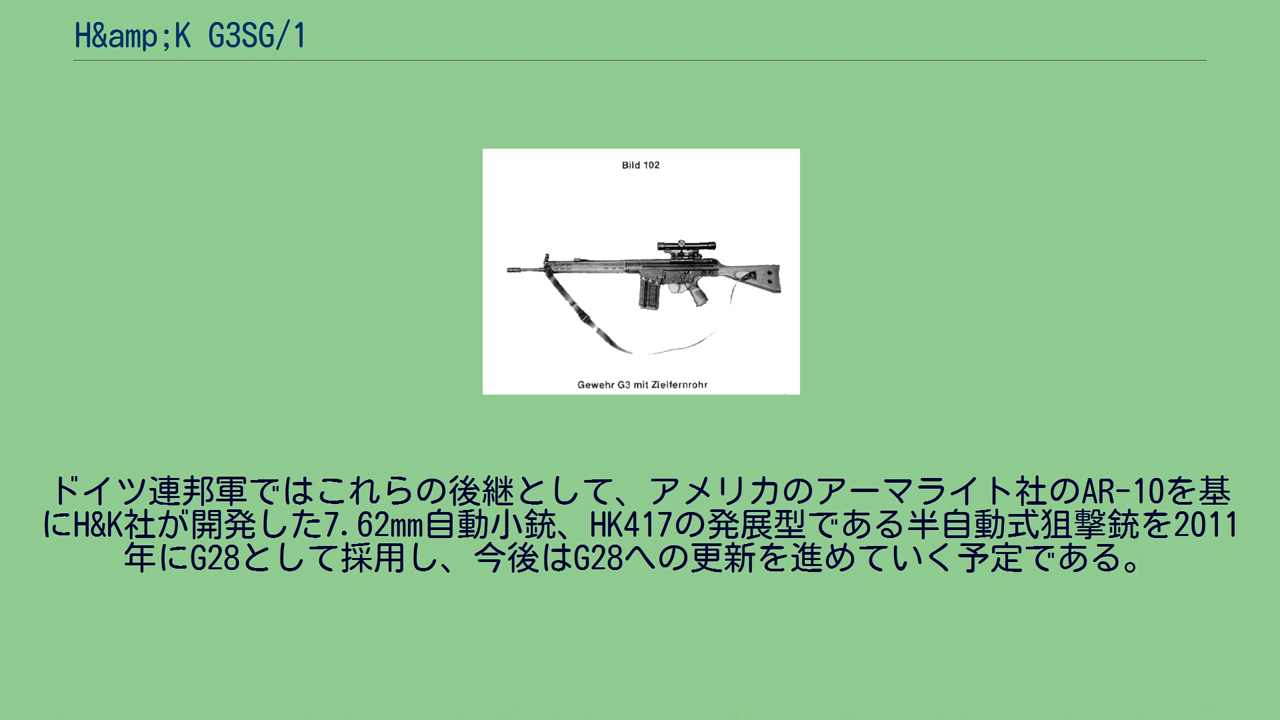 H&amp;K G3SG/1
Bild 102
Gewehr G3 mit Zielfernrohr
ドイツ連邦軍ではこれらの後継として、アメリカのアーマライト社のAR-10を基
にH&K社が開発した7.62mm自動小銃、HK417の発展型である半自動式狙撃銃を2011
年にG28として採用し、今後はG28への更新を進めていく予定である。